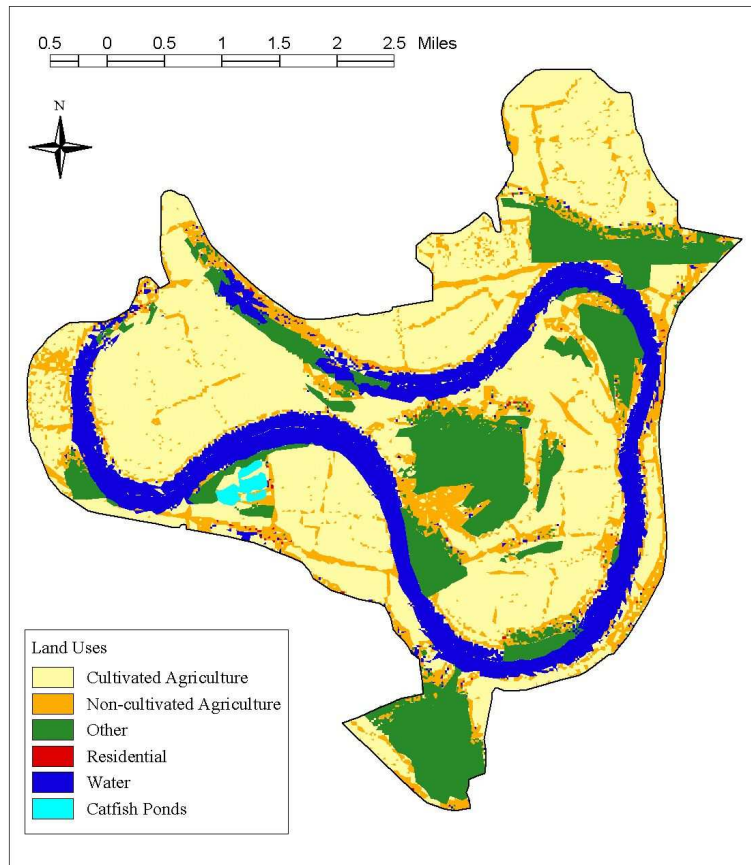 0.5 0 0.5 1 1.5 2 2.5 Miles
N
Land Uses
Cultivated Agriculture
Non-cultivated Agriculture
Other
Residential
Water
Catfish Ponds